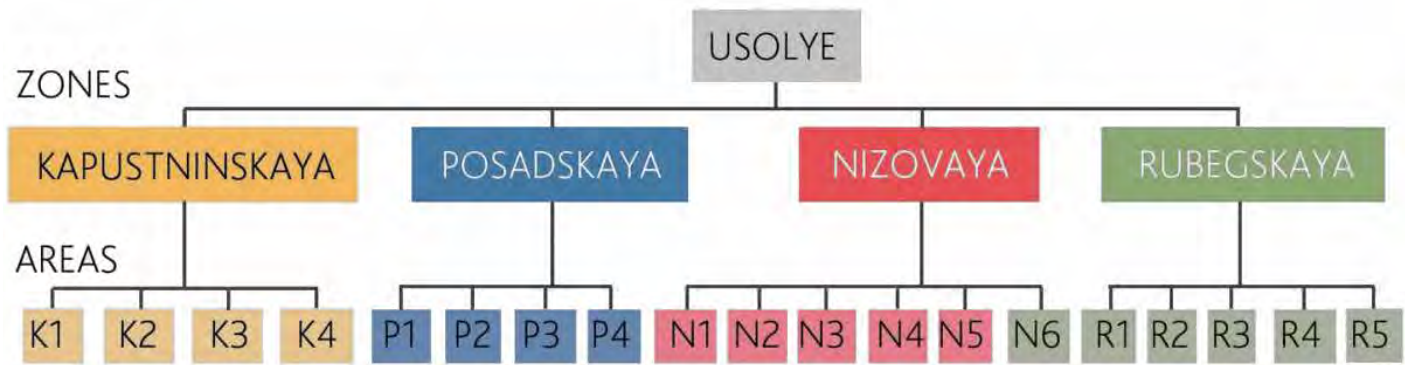 USOLYE
ZONES
KAPUSTNINSKAYA POSADSKAYA NIZOVAYA RUBEGSKAYA
AREAS
K1 K2 K3 K4 P1 P2 P3 P4 N1 N2 N3 N4 N5 N6 R1 R2 R3 R4 R5